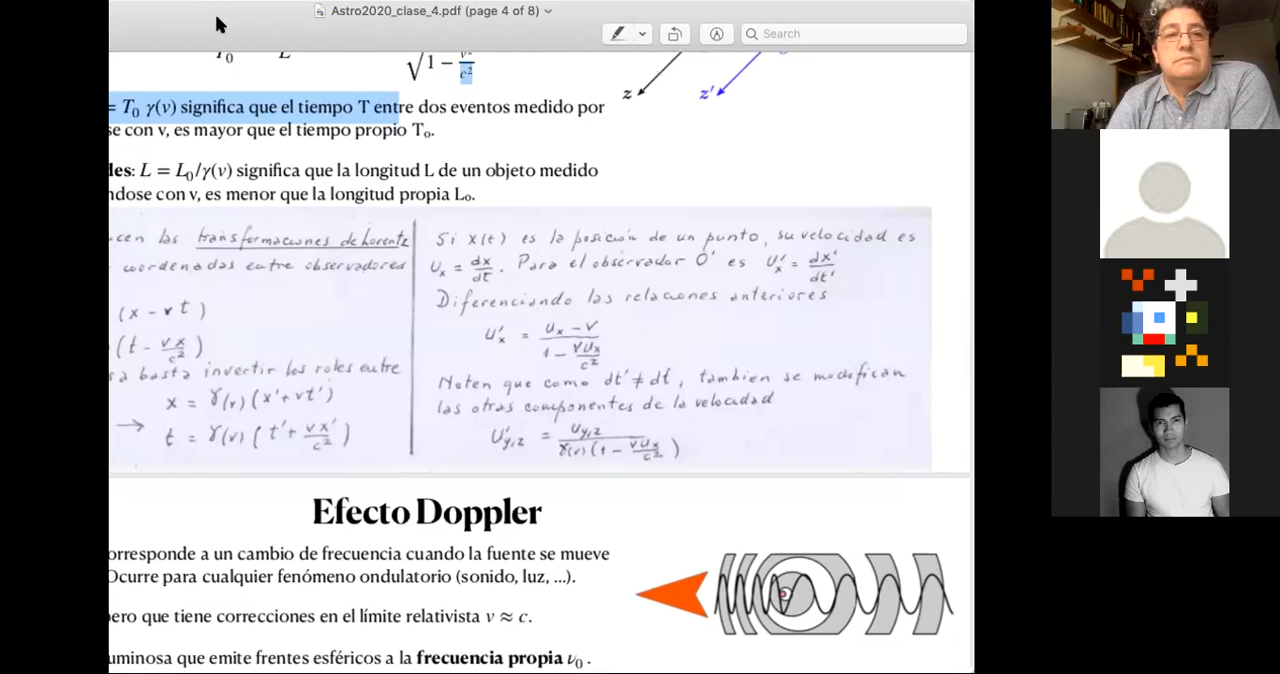 Astro2020_clase_4.pdf (page 4 of 8)
Search
T₀ L
√1 − v²/c²
z z′
= T₀ γ(v) significa que el tiempo T entre dos eventos medido por
se con v, es mayor que el tiempo propio T₀.
les: L = L₀/γ(v) significa que la longitud L de un objeto medido
ndose con v, es menor que la longitud propia L₀.
cen las transformaciones de Lorentz
coordenadas entre observadores
(x − vt)
(t − vx/c²)
sa basta invertir los roles entre
x = γ(v) (x′ + vt′)
→ t = γ(v) (t′ + vx′/c²)
Si x(t) es la posición de un punto, su velocidad es
Uₓ = dx/dt. Para el observador O′ es U′ₓ = dx′/dt′
Diferenciando las relaciones anteriores
U′ₓ = Uₓ − v / 1 − vUₓ/c²
Noten que como dt′ ≠ dt, tambien se modifican
las otras componentes de la velocidad
U′y,z = Uy,z / γ(v) (1 − vUₓ/c²)
Efecto Doppler
orresponde a un cambio de frecuencia cuando la fuente se mueve
Ocurre para cualquier fenómeno ondulatorio (sonido, luz, ...).
pero que tiene correcciones en el límite relativista v ≈ c.
uminosa que emite frentes esféricos a la frecuencia propia ν₀ .